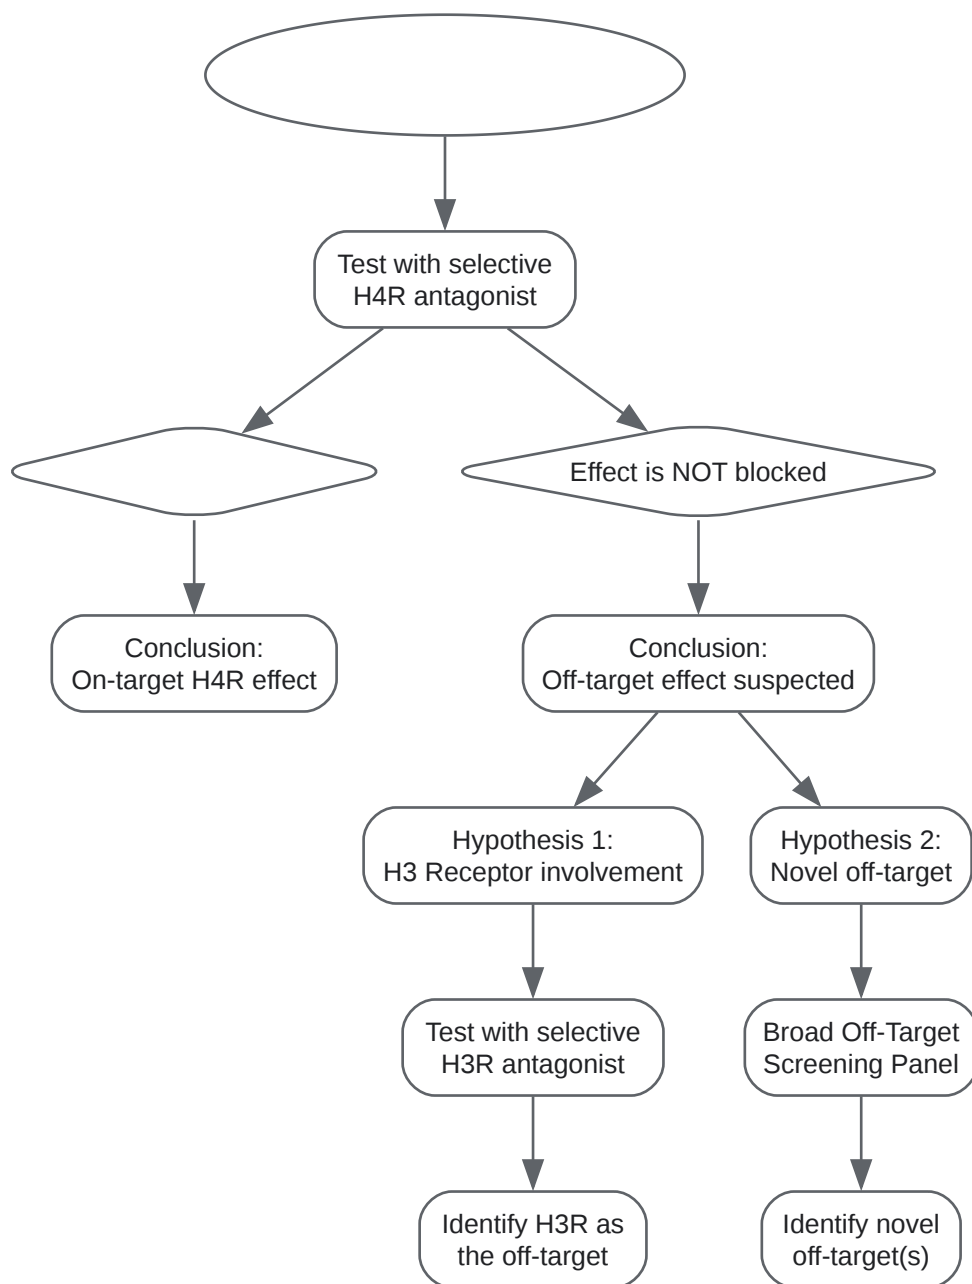 Test with selective
H4R antagonist
Effect is NOT blocked
Conclusion:
On-target H4R effect
Conclusion:
Off-target effect suspected
Hypothesis 1:
H3 Receptor involvement
Hypothesis 2:
Novel off-target
Test with selective
H3R antagonist
Broad Off-Target
Screening Panel
Identify H3R as
the off-target
Identify novel
off-target(s)